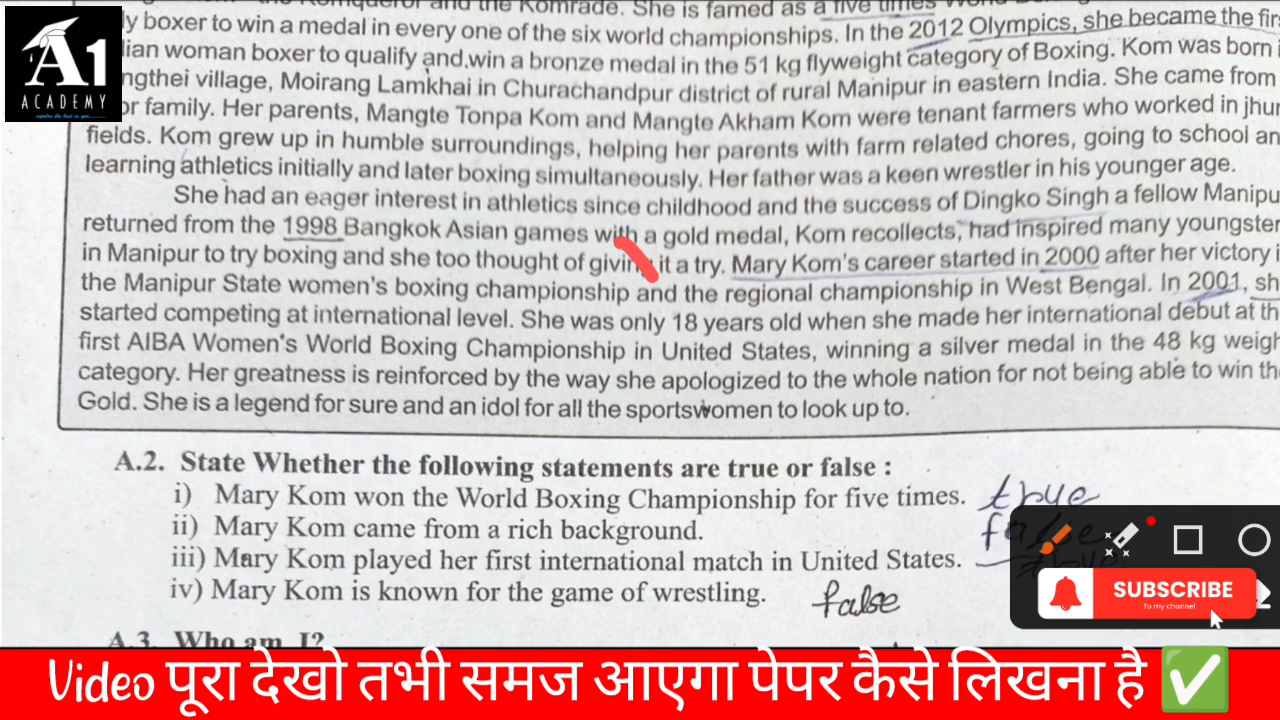 and the Komrade. She is famed as a five times
y boxer to win a medal in every one of the six world championships. In the 2012 Olympics, she became the fir
lian woman boxer to qualify and,win a bronze medal in the 51 kg flyweight category of Boxing. Kom was born
ngthei village, Moirang Lamkhai in Churachandpur district of rural Manipur in eastern India. She came from
or family. Her parents, Mangte Tonpa Kom and Mangte Akham Kom were tenant farmers who worked in jhur
fields. Kom grew up in humble surroundings, helping her parents with farm related chores, going to school an
learning athletics initially and later boxing simultaneously. Her father was a keen wrestler in his younger age.
She had an eager interest in athletics since childhood and the success of Dingko Singh a fellow Manipu
returned from the 1998 Bangkok Asian games with a gold medal, Kom recollects, had inspired many youngster
in Manipur to try boxing and she too thought of giving it a try. Mary Kom's career started in 2000 after her victory i
the Manipur State women's boxing championship and the regional championship in West Bengal. In 2001, sh
started competing at international level. She was only 18 years old when she made her international debut at th
first AIBA Women's World Boxing Championship in United States, winning a silver medal in the 48 kg weigh
category. Her greatness is reinforced by the way she apologized to the whole nation for not being able to win th
Gold. She is a legend for sure and an idol for all the sportswomen to look up to.
A.2. State Whether the following statements are true or false :
i) Mary Kom won the World Boxing Championship for five times. true
ii) Mary Kom came from a rich background. false
iii) Mary Kom played her first international match in United States. true
iv) Mary Kom is known for the game of wrestling. false
A.3. Who am I?
A1
ACADEMY
SUBSCRIBE
To my channel
Video पूरा देखो तभी समज आएगा पेपर कैसे लिखना है ✅